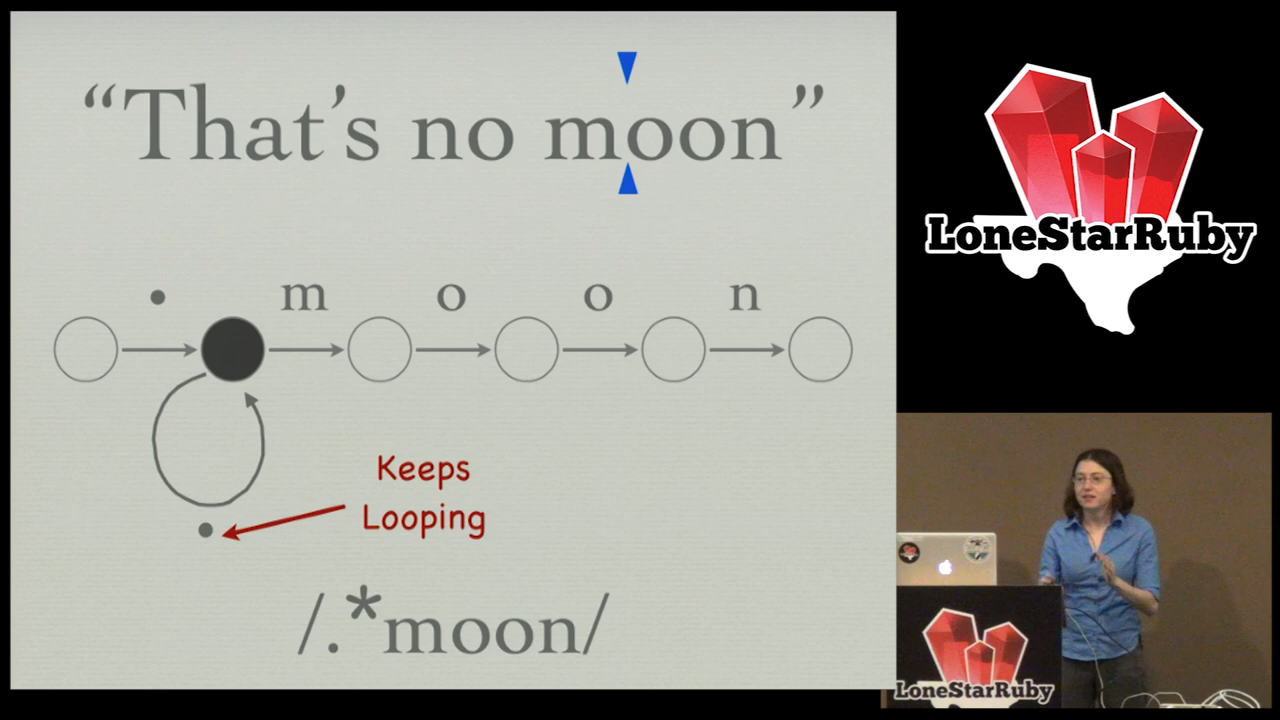 “That’s no moon”
. m o o n
Keeps
Looping
.
/.*moon/
LoneStarRuby
LoneStarRuby